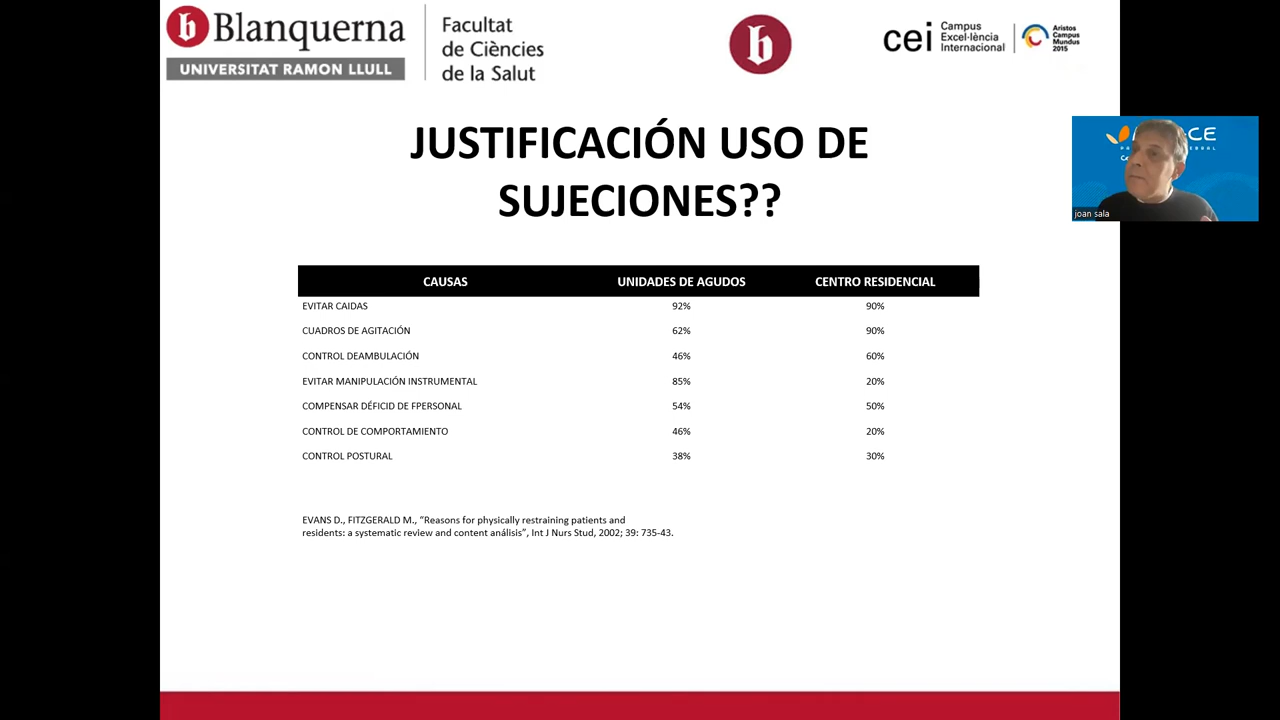 Blanquerna
UNIVERSITAT RAMON LLULL
Facultat
de Ciències
de la Salut
b
cei
Campus
Excel·lència
Internacional
Aristos
Campus
Mundus
2015
JUSTIFICACIÓN USO DE
SUJECIONES??
CAUSAS UNIDADES DE AGUDOS CENTRO RESIDENCIAL
EVITAR CAIDAS 92% 90%
CUADROS DE AGITACIÓN 62% 90%
CONTROL DEAMBULACIÓN 46% 60%
EVITAR MANIPULACIÓN INSTRUMENTAL 85% 20%
COMPENSAR DÉFICID DE FPERSONAL 54% 50%
CONTROL DE COMPORTAMIENTO 46% 20%
CONTROL POSTURAL 38% 30%
EVANS D., FITZGERALD M., “Reasons for physically restraining patients and
residents: a systematic review and content análisis”, Int J Nurs Stud, 2002; 39: 735-43.
joan sala